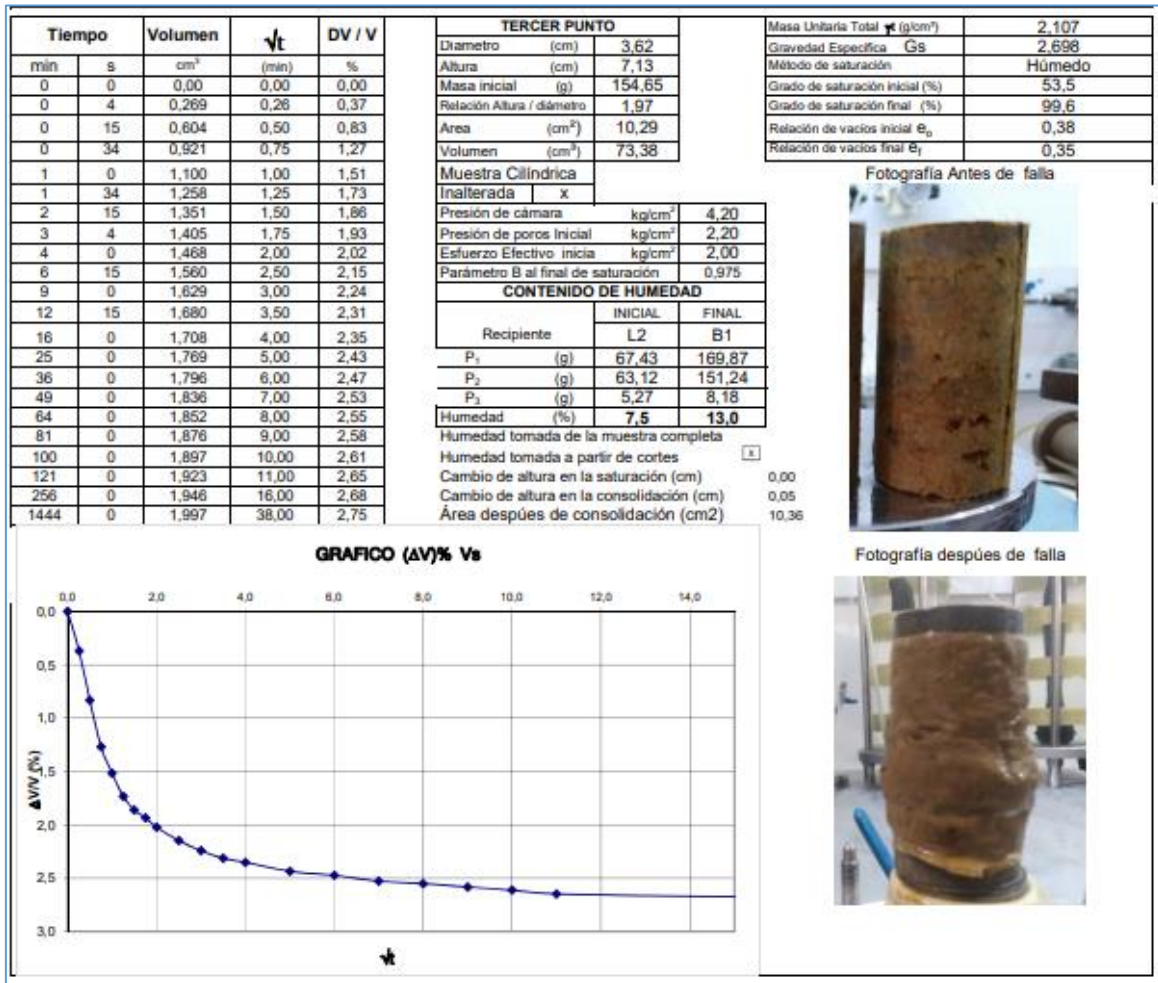 Tiempo Volumen √t DV / V
min s cm³ (min) %
0 0 0,00 0,00 0,00
0 4 0,269 0,26 0,37
0 15 0,604 0,50 0,83
0 34 0,921 0,75 1,27
1 0 1,100 1,00 1,51
1 34 1,258 1,25 1,73
2 15 1,351 1,50 1,86
3 4 1,405 1,75 1,93
4 0 1,468 2,00 2,02
6 15 1,560 2,50 2,15
9 0 1,629 3,00 2,24
12 15 1,680 3,50 2,31
16 0 1,708 4,00 2,35
25 0 1,769 5,00 2,43
36 0 1,796 6,00 2,47
49 0 1,836 7,00 2,53
64 0 1,852 8,00 2,55
81 0 1,876 9,00 2,58
100 0 1,897 10,00 2,61
121 0 1,923 11,00 2,65
256 0 1,946 16,00 2,68
1444 0 1,997 38,00 2,75
TERCER PUNTO
Diametro (cm) 3,62
Altura (cm) 7,13
Masa inicial (g) 154,65
Relación Altura / diámetro 1,97
Area (cm²) 10,29
Volumen (cm³) 73,38
Muestra Cilíndrica
Inalterada x
Presión de cámara kg/cm² 4,20
Presión de poros Inicial kg/cm² 2,20
Esfuerzo Efectivo inicia kg/cm² 2,00
Parámetro B al final de saturación 0,975
CONTENIDO DE HUMEDAD
INICIAL FINAL
Recipiente L2 B1
P₁ (g) 67,43 169,87
P₂ (g) 63,12 151,24
P₃ (g) 5,27 8,18
Humedad (%) 7,5 13,0
Humedad tomada de la muestra completa
Humedad tomada a partir de cortes x
Cambio de altura en la saturación (cm) 0,00
Cambio de altura en la consolidación (cm) 0,05
Área despúes de consolidación (cm2) 10,36
Masa Unitaria Total (g/cm³) 2,107
Gravedad Especifica Gs 2,698
Método de saturación Húmedo
Grado de saturación inicial (%) 53,5
Grado de saturación final (%) 99,6
Relación de vacíos inicial e₀ 0,38
Relación de vacíos final e_f 0,35
Fotografía Antes de falla
Fotografía despúes de falla
GRAFICO (ΔV)% Vs
0,0 2,0 4,0 6,0 8,0 10,0 12,0 14,0
0,0
0,5
1,0
1,5
2,0
2,5
3,0
ΔV/V (%)
√t